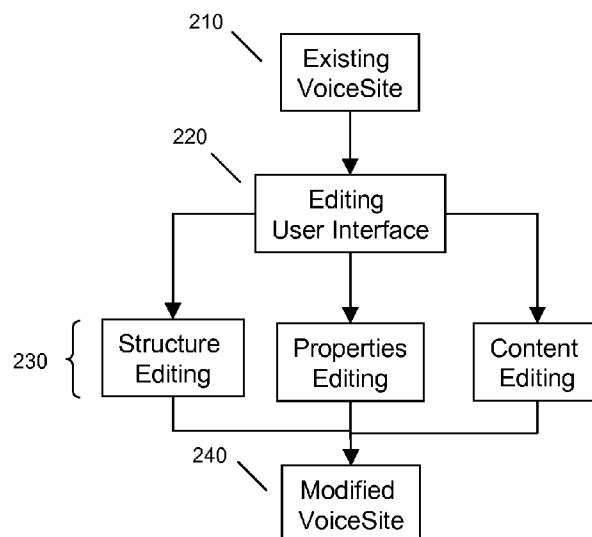 210
Existing
VoiceSite
220
Editing
User Interface
230
Structure
Editing
Properties
Editing
Content
Editing
240
Modified
VoiceSite